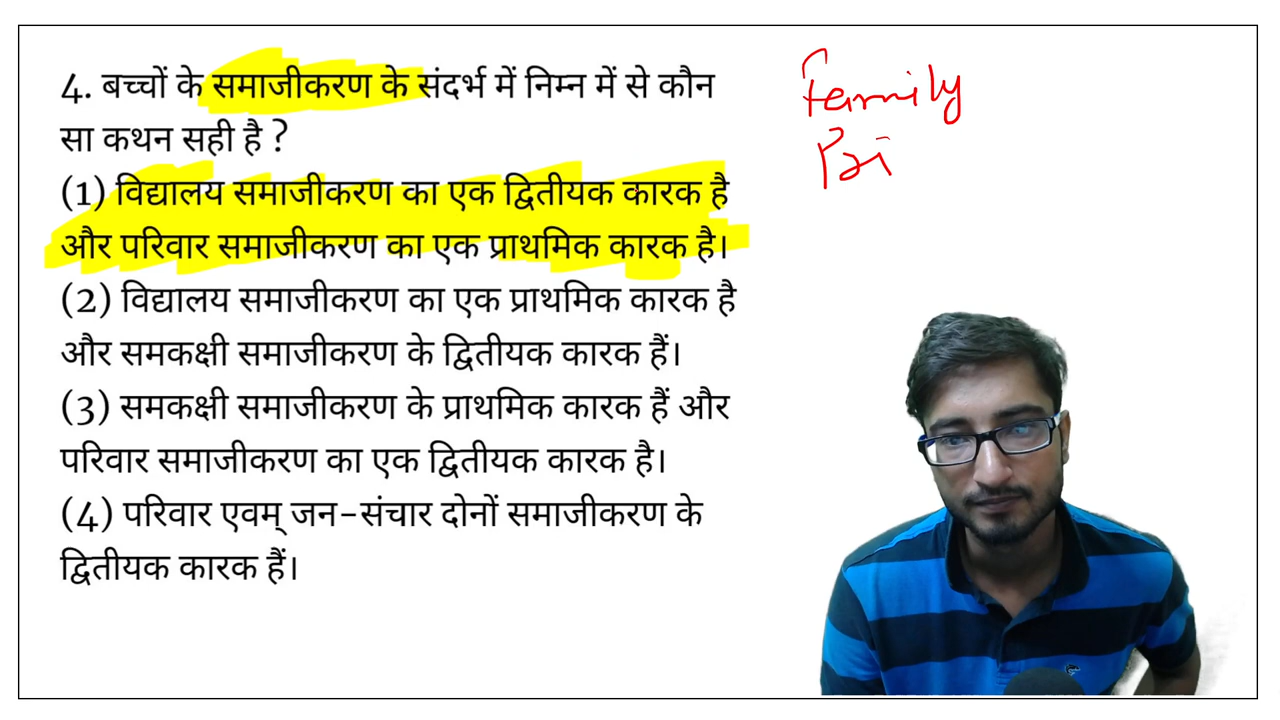 4. बच्चों के समाजीकरण के संदर्भ में निम्न में से कौन
सा कथन सही है ?
(1) विद्यालय समाजीकरण का एक द्वितीयक कारक है
और परिवार समाजीकरण का एक प्राथमिक कारक है।
(2) विद्यालय समाजीकरण का एक प्राथमिक कारक है
और समकक्षी समाजीकरण के द्वितीयक कारक हैं।
(3) समकक्षी समाजीकरण के प्राथमिक कारक हैं और
परिवार समाजीकरण का एक द्वितीयक कारक है।
(4) परिवार एवम् जन-संचार दोनों समाजीकरण के
द्वितीयक कारक हैं।
Family
Pri